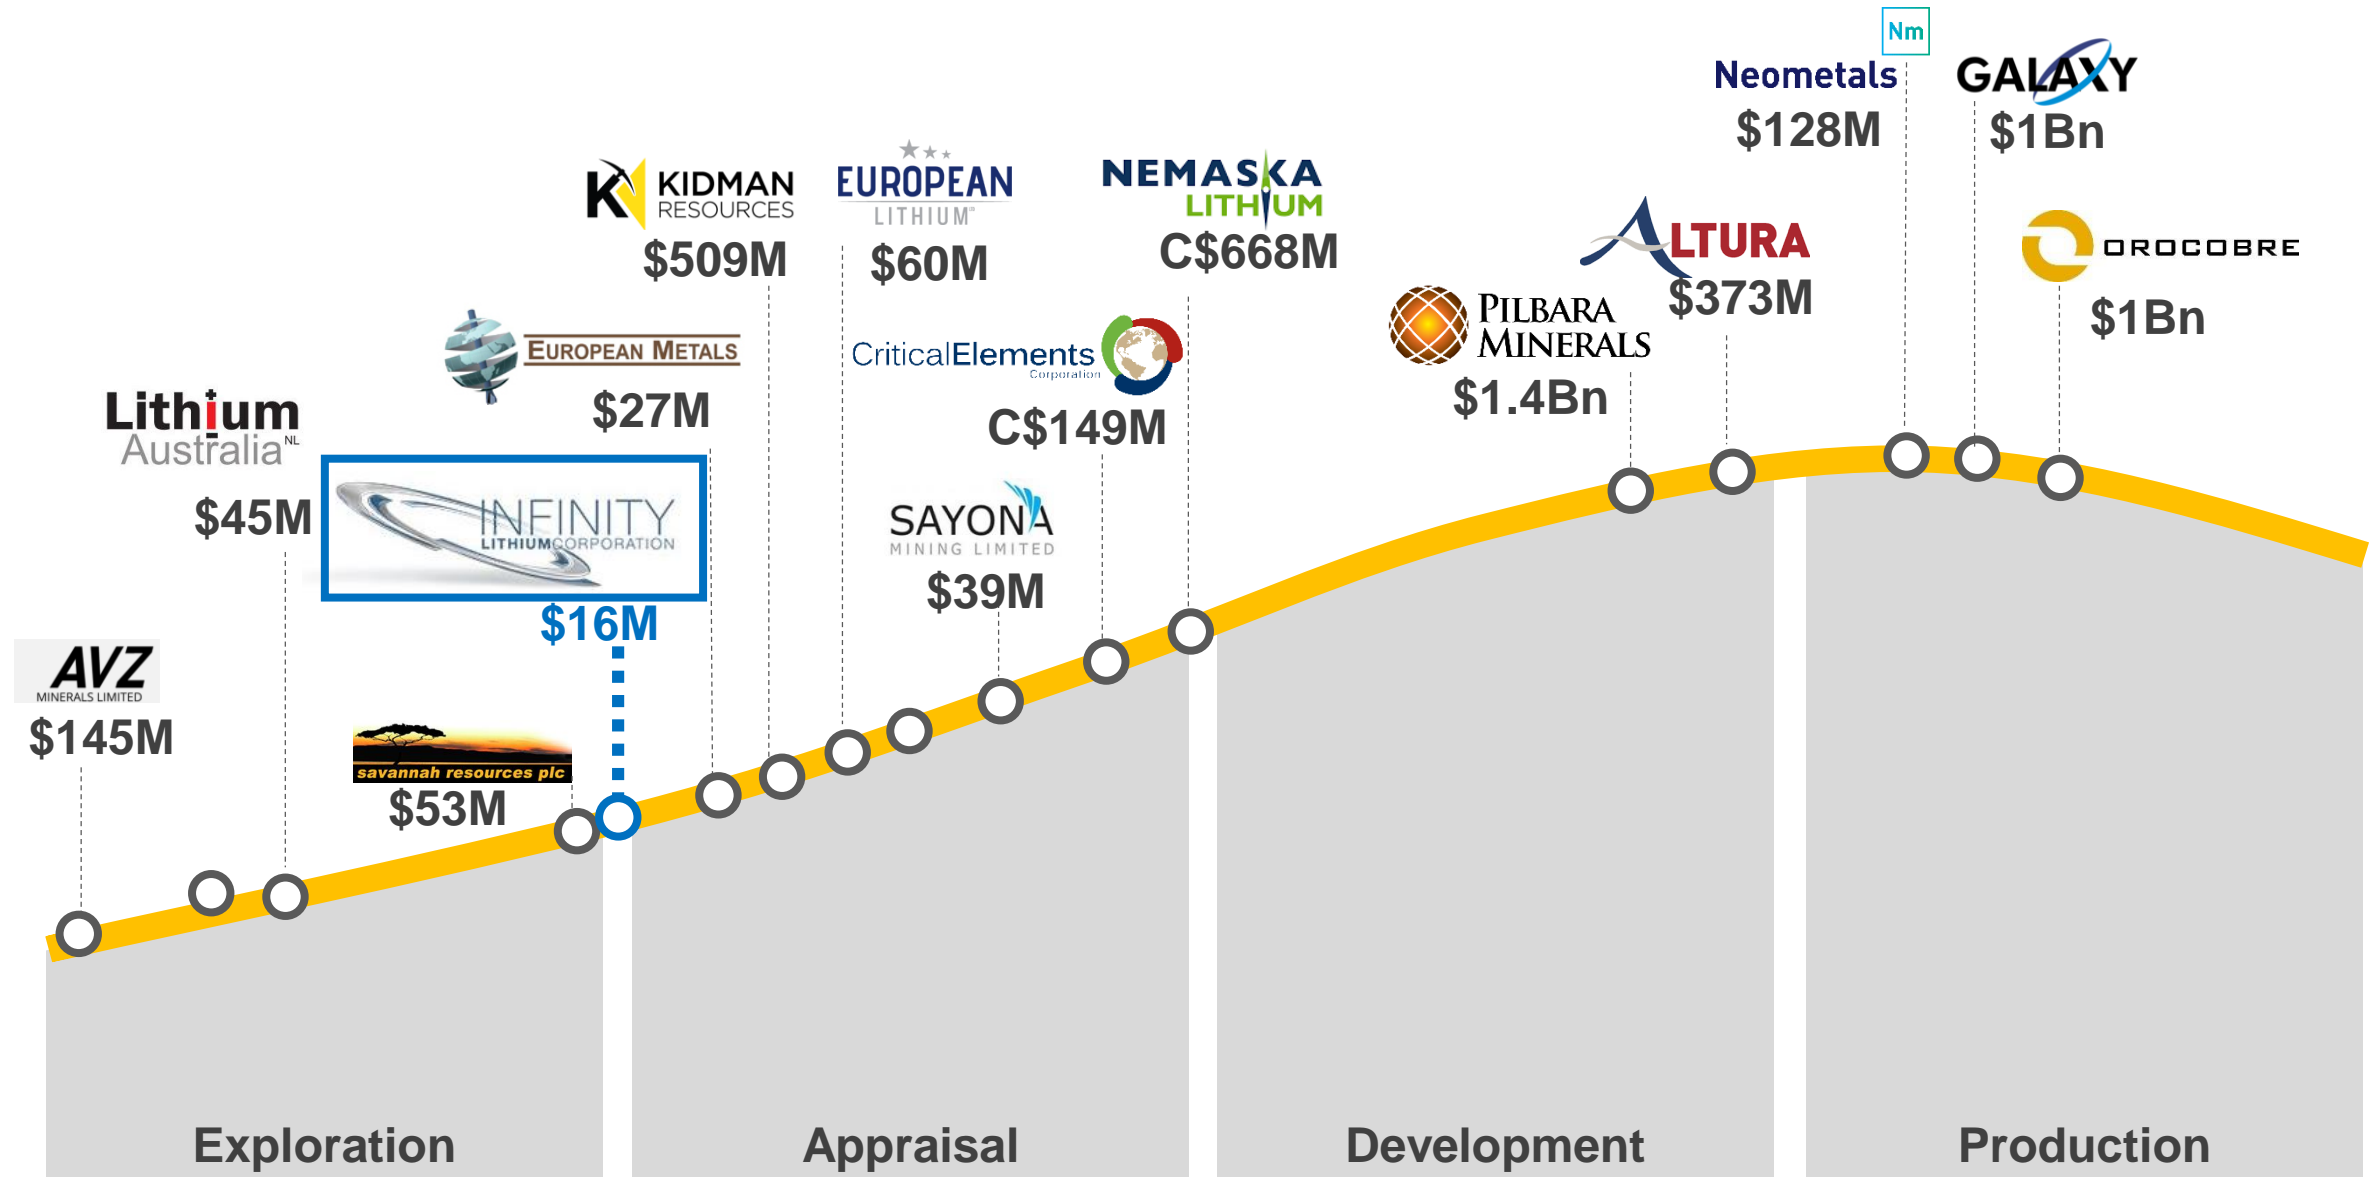 Nm
Neometals
$128M
GALAXY
$1Bn
KIDMAN
RESOURCES
$509M
EUROPEAN
LITHIUM
$60M
NEMASKA
LITHIUM
C$668M
ALTURA
$373M
OROCOBRE
$1Bn
PILBARA
MINERALS
$1.4Bn
EUROPEAN METALS
$27M
CriticalElements
Corporation
C$149M
Lithium
Australia NL
$45M
INFINITY
LITHIUMCORPORATION
$16M
SAYONA
MINING LIMITED
$39M
AVZ
MINERALS LIMITED
$145M
savannah resources plc
$53M
Exploration
Appraisal
Development
Production